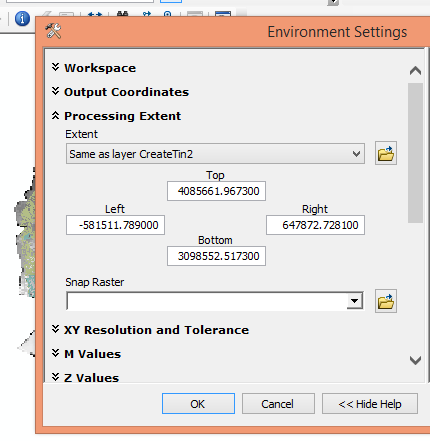 Environment Settings
Workspace
Output Coordinates
Processing Extent
Extent
Same as layer CreateTin2
Top
4085661.967300
Left
Right
-581511.789000
647872.728100
Bottom
3098552.517300
Snap Raster
XY Resolution and Tolerance
M Values
Z Values
OK
Cancel
<< Hide Help